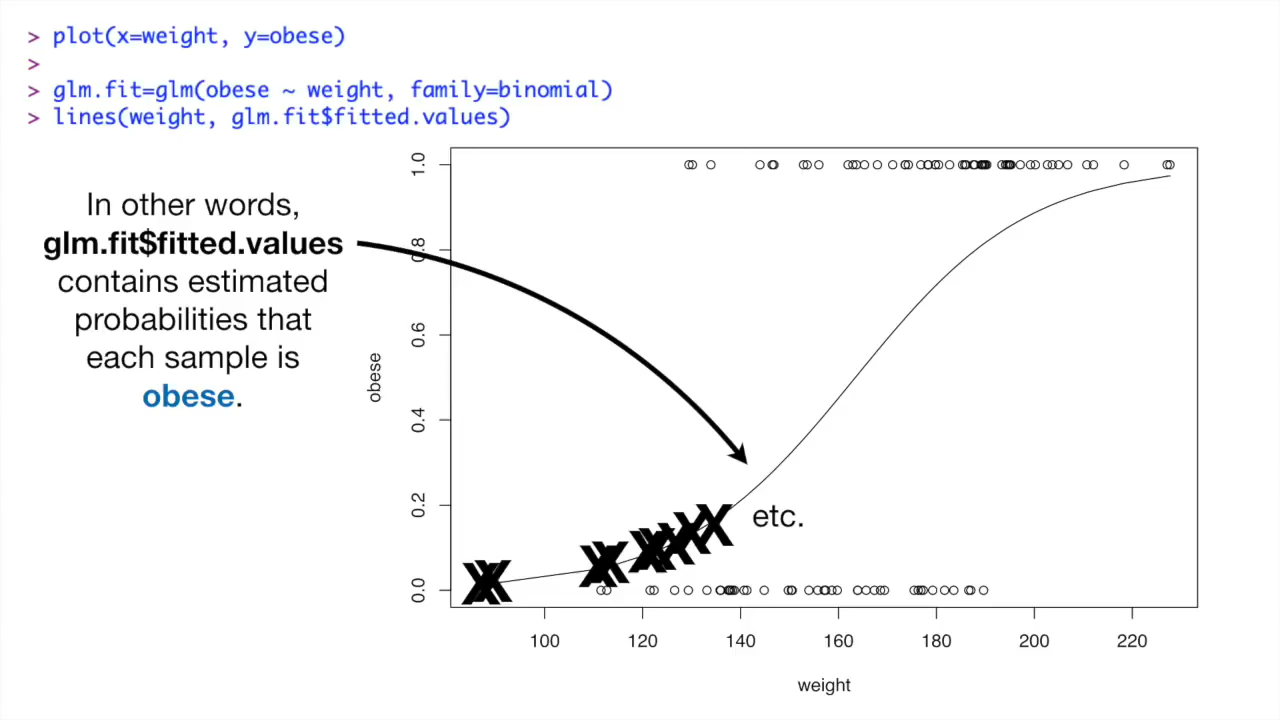 > plot(x=weight, y=obese)
>
> glm.fit=glm(obese ~ weight, family=binomial)
> lines(weight, glm.fit$fitted.values)
In other words,
glm.fit$fitted.values
contains estimated
probabilities that
each sample is
obese.
1.0
0.8
0.6
0.4
0.2
0.0
obese
XXXXXXXXX
etc.
100 120 140 160 180 200 220
weight